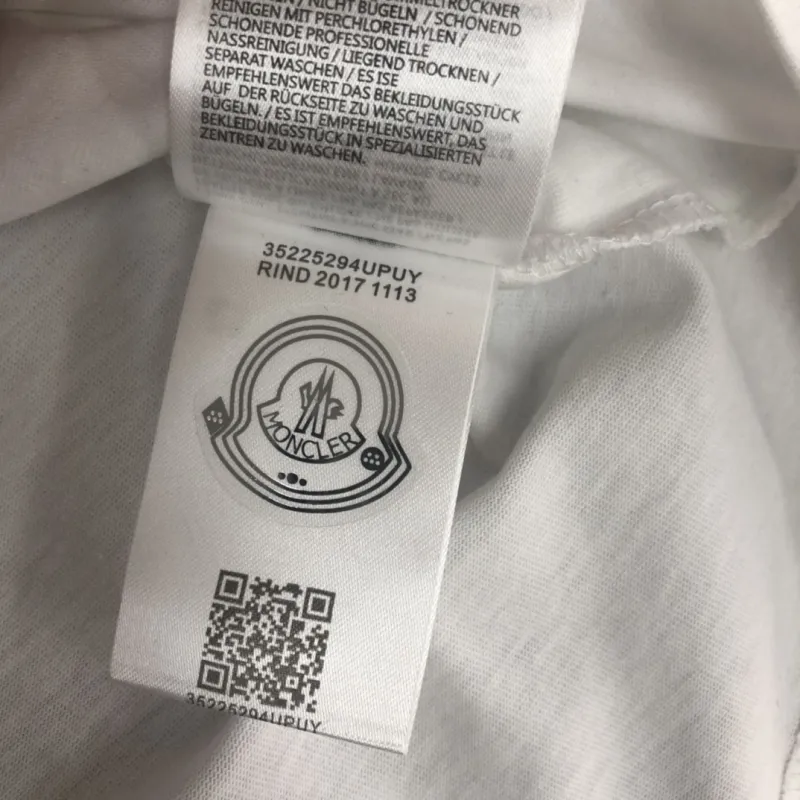 REINIGEN MIT PERCHLORETHYLEN /
NICHT BÜGELN / SCHONEND
SCHONENDE PROFESSIONELLE
NASSREINIGUNG / LIEGEND TROCKNEN /
SEPARAT WASCHEN / ES ISE
EMPFEHLENSWERT DAS BEKLEIDUNGSSTÜCK
AUF DER RÜCKSEITE ZU WASCHEN UND
BÜGELN. / ES IST EMPFEHLENSWERT, DAS
BEKLEIDUNGSSTÜCK IN SPEZIALISIERTEN
ZENTREN ZU WASCHEN.
35225294UPUY
RIND 2017 1113
MONCLER
35225294UPUY